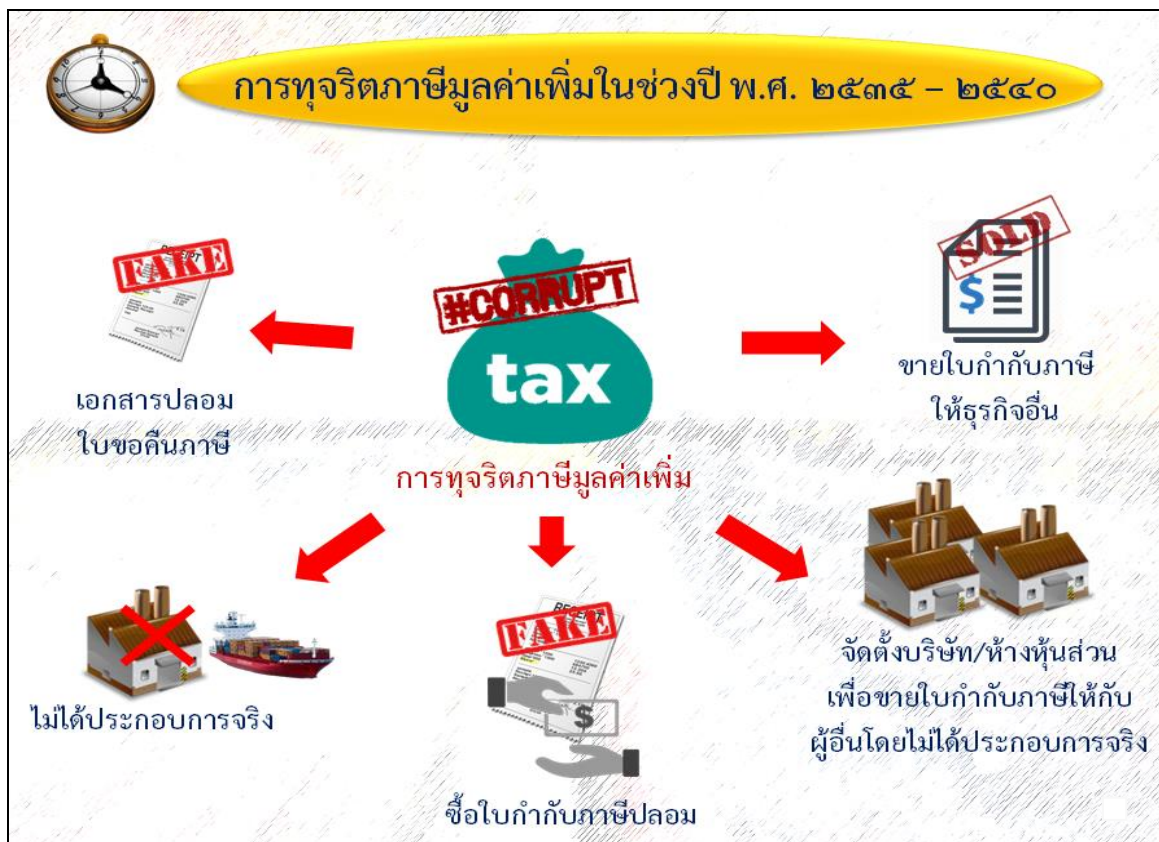 การทุจริตภาษีมูลค่าเพิ่มในช่วงปี พ.ศ. ๒๕๓๕ – ๒๕๔๐
RECEIPT
FAKE
เอกสารปลอม
ใบขอคืนภาษี
#CORRUPT
tax
การทุจริตภาษีมูลค่าเพิ่ม
SOLD
$
ขายใบกำกับภาษี
ให้ธุรกิจอื่น
ไม่ได้ประกอบการจริง
RECEIPT
FAKE
$
ซื้อใบกำกับภาษีปลอม
จัดตั้งบริษัท/ห้างหุ้นส่วน
เพื่อขายใบกำกับภาษีให้กับ
ผู้อื่นโดยไม่ได้ประกอบการจริง